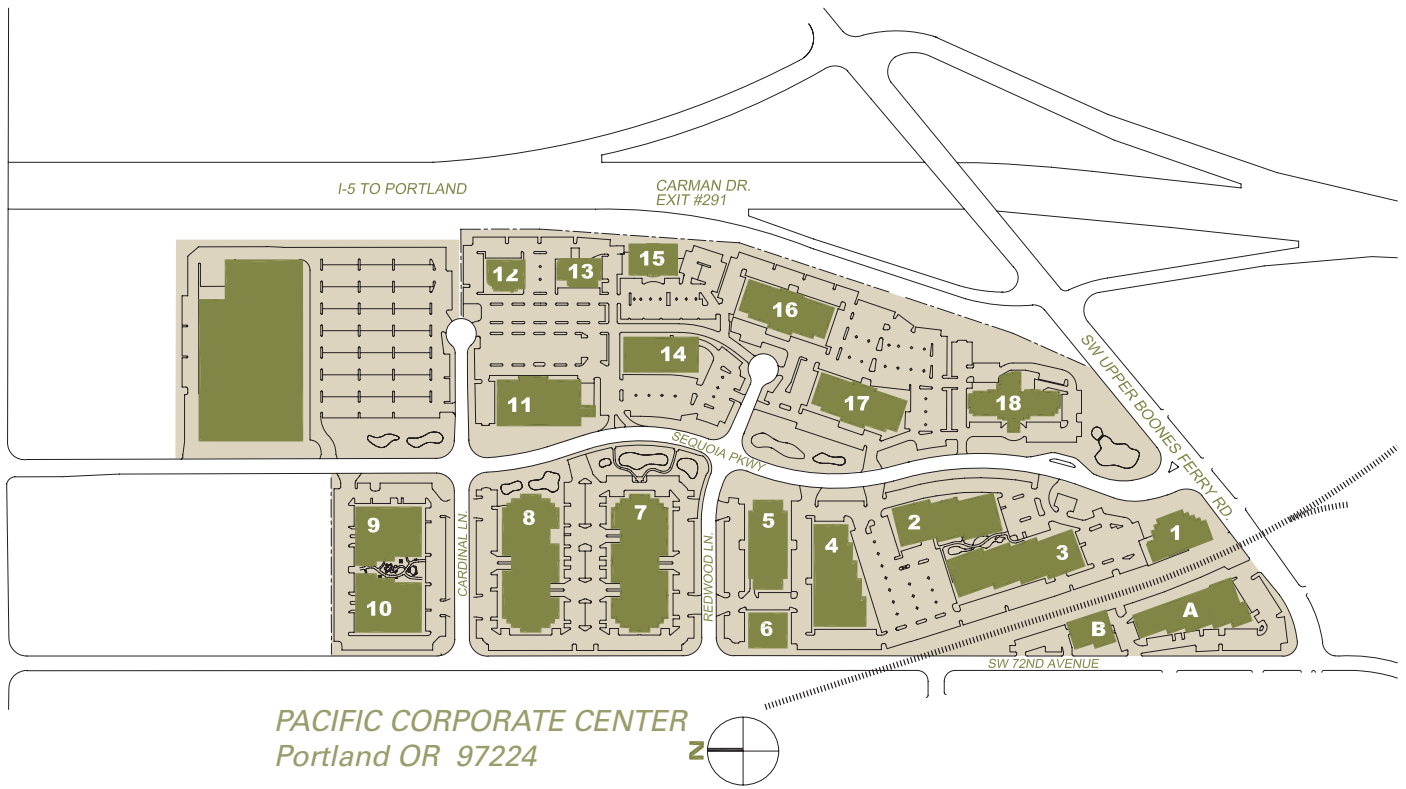 I-5 TO PORTLAND
CARMAN DR.
EXIT #291
12
13
15
16
14
11
17
18
SW UPPER BOONES FERRY RD.
SEQUOIA PKWY
9
10
CARDINAL LN.
8
7
REDWOOD LN.
5
6
4
2
3
1
A
B
SW 72ND AVENUE
PACIFIC CORPORATE CENTER
Portland OR 97224
N